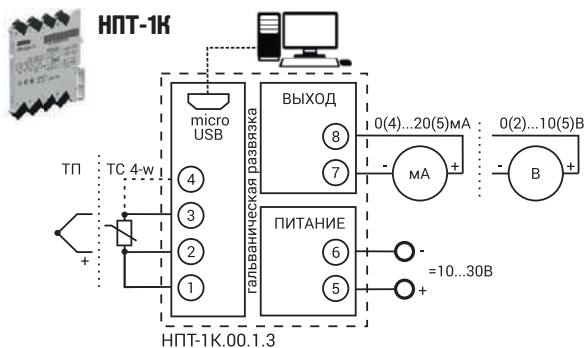 НПТ-1К
micro
USB
гальваническая развязка
ВЫХОД
8
7
0(4)...20(5)мА
0(2)...10(5)В
- мА +
- В +
ТП
ТС 4-w
4
3
2
1
+
ПИТАНИЕ
6
5
-
+
=10...30В
НПТ-1К.00.1.3